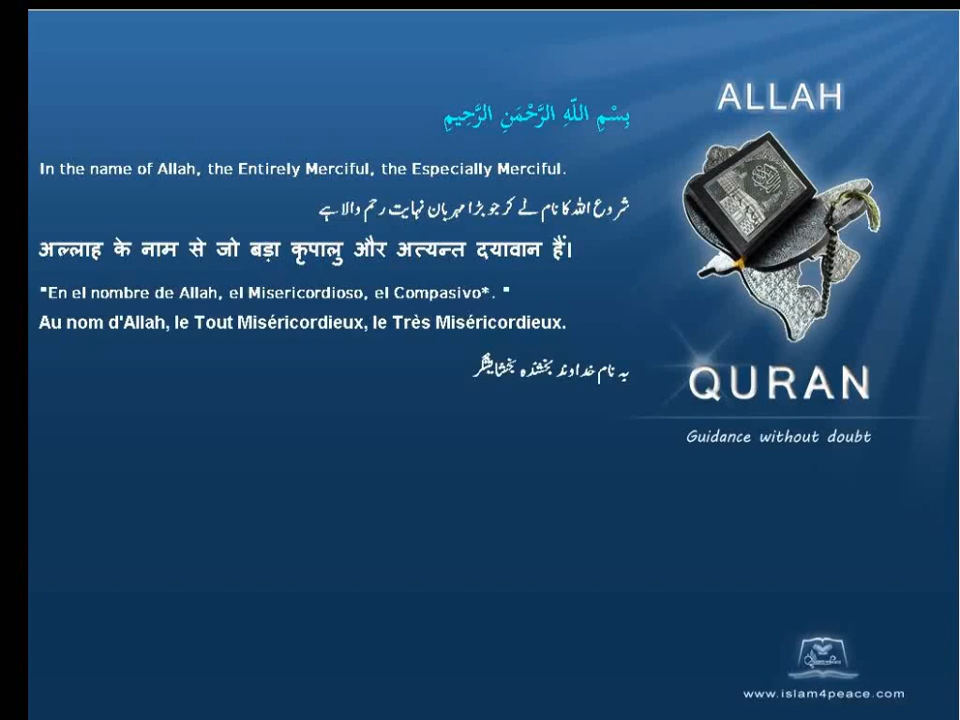 بِسْمِ اللَّهِ الرَّحْمَنِ الرَّحِيمِ
In the name of Allah, the Entirely Merciful, the Especially Merciful.
شروع اللہ کا نام لے کر جو بڑا مہربان نہایت رحم والا ہے
अल्लाह के नाम से जो बड़ा कृपालु और अत्यन्त दयावान हैं।
"En el nombre de Allah, el Misericordioso, el Compasivo*. "
Au nom d'Allah, le Tout Miséricordieux, le Très Miséricordieux.
به نام خداوند بخشنده بخشایشگر
ALLAH
QURAN
Guidance without doubt
www.islam4peace.com